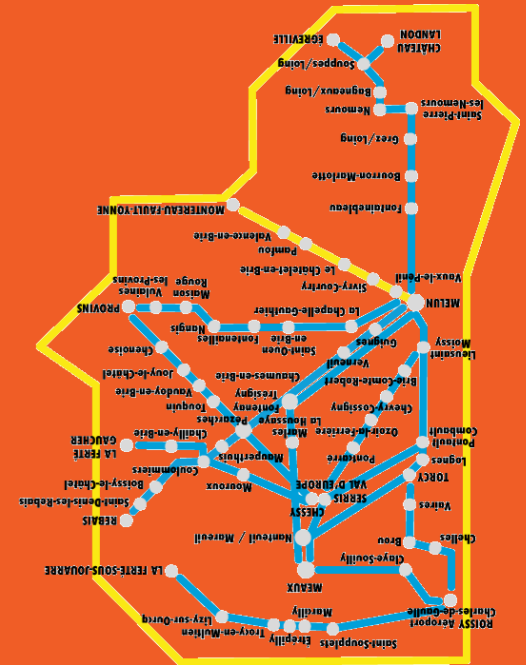 ROISSY Aéroport
Charles-de-Gaulle
Saint-Soupplets
Marcilly
Etrépilly
Trocy-en-Multien
Lizy-sur-Ourcq
LA FERTÉ-SOUS-JOUARRE
MEAUX
Claye-Souilly
Chelles
Brou
Nanteuil / Mareuil
Vaires
CHESSY
SERRIS
VAL D'EUROPE
TORCY
Lognes
REBAIS
Saint-Denis-lès-Rebais
Boissy-le-Châtel
Mouroux
Coulommiers
Pontcarré
Pontault
Combault
Mauperthuis
LA FERTÉ
GAUCHER
Chailly-en-Brie
Marles
La Houssaye
Ozoir-la-Ferrière
Pézarches
Fontenay
Trésigny
Chevry-Cossigny
Touquin
Vaudoy-en-Brie
Brie-Comte-Robert
Jouy-le-Châtel
Chaumes-en-Brie
Verneuil
Lieusaint
Moissy
Chenoise
Guignes
Saint-Ouen
en-Brie
Fontenailles
Nangis
La Chapelle-Gauthier
MELUN
PROVINS
Maison
Rouge
Vulaines
les-Provins
Vaux-le-Pénil
Sivry-Courtry
Le Chatelet-en-Brie
Pamfou
Valence-en-Brie
MONTEREAU-FAULT-YONNE
Fontainebleau
Bourron-Marlotte
Grez/Loing
Saint-Pierre
les-Nemours
Nemours
Bagneaux/Loing
Souppes/Loing
CHÂTEAU
LANDON
ÉGREVILLE